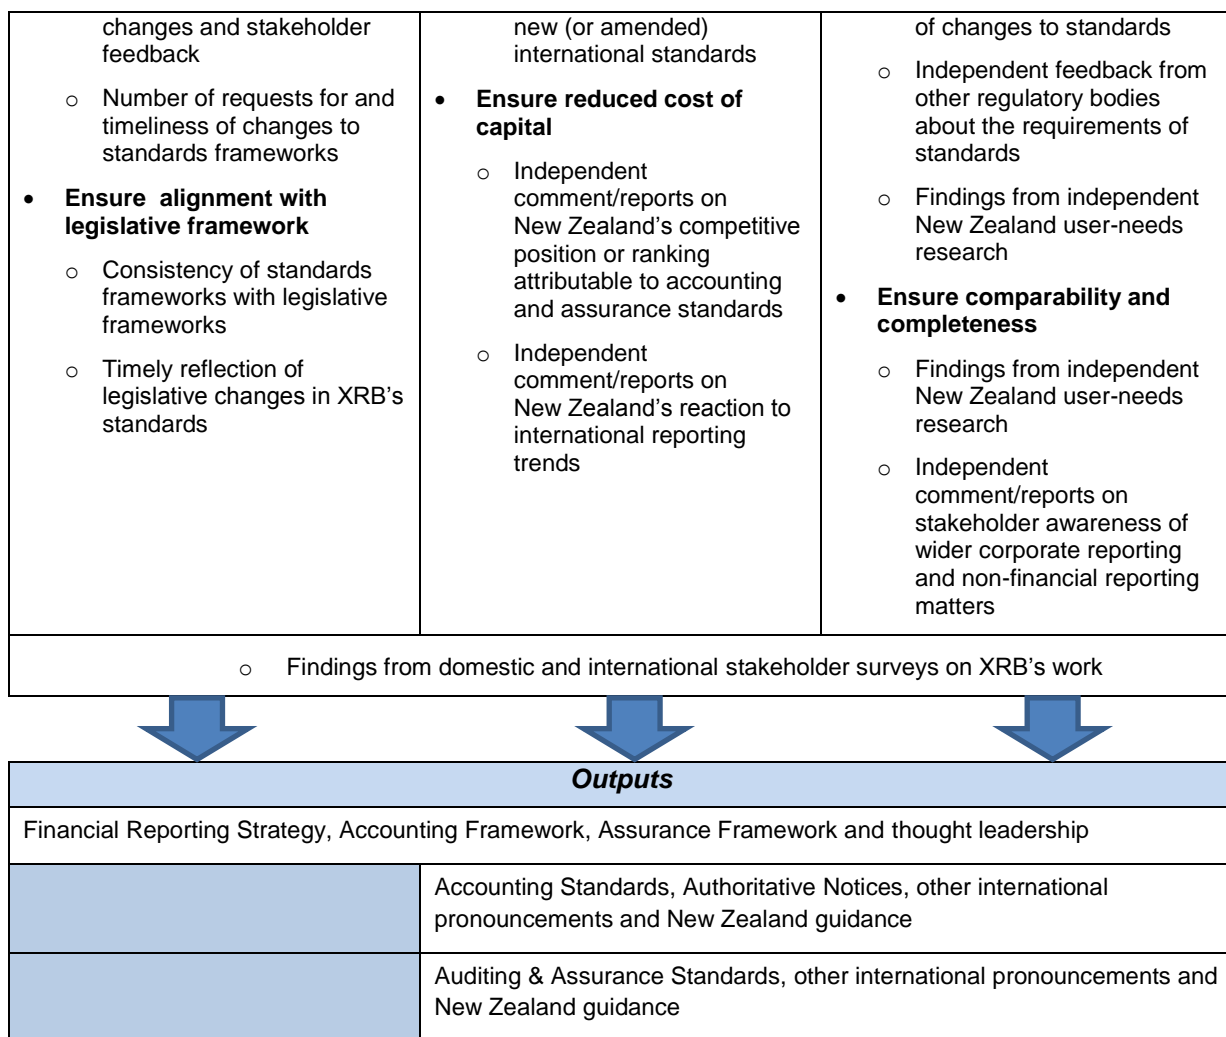 changes and stakeholder
feedback
o Number of requests for and
timeliness of changes to
standards frameworks
• Ensure alignment with
legislative framework
o Consistency of standards
frameworks with legislative
frameworks
o Timely reflection of
legislative changes in XRB's
standards
new (or amended)
international standards
• Ensure reduced cost of
capital
o Independent
comment/reports on
New Zealand's competitive
position or ranking
attributable to accounting
and assurance standards
o Independent
comment/reports on
New Zealand's reaction to
international reporting
trends
of changes to standards
o Independent feedback from
other regulatory bodies
about the requirements of
standards
o Findings from independent
New Zealand user-needs
research
• Ensure comparability and
completeness
o Findings from independent
New Zealand user-needs
research
o Independent
comment/reports on
stakeholder awareness of
wider corporate reporting
and non-financial reporting
matters
o Findings from domestic and international stakeholder surveys on XRB's work
Outputs
Financial Reporting Strategy, Accounting Framework, Assurance Framework and thought leadership
Accounting Standards, Authoritative Notices, other international
pronouncements and New Zealand guidance
Auditing & Assurance Standards, other international pronouncements and
New Zealand guidance